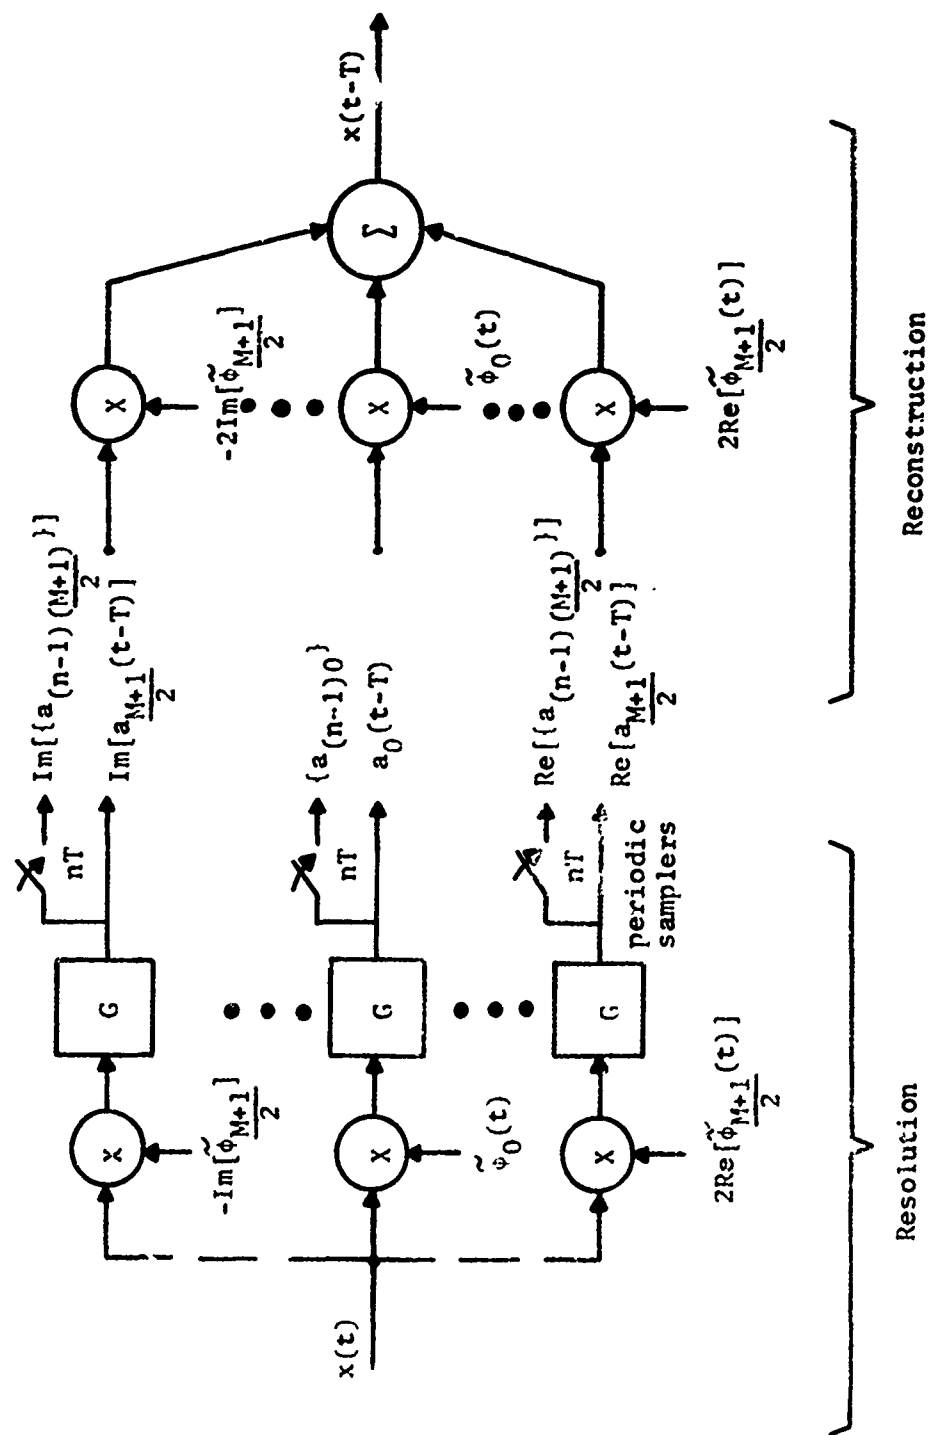 x(t)
X
-Im[φ̃_{M+1/2}]
G
nT
Im[{a_{(n-1)(M+1)/2}}]
Im[a_{M+1/2}(t-T)]
X
-2Im[φ̃_{M+1/2}]
X
φ̃_0(t)
G
nT
{a_{(n-1)0}}
a_0(t-T)
X
φ̃_0(t)
Σ
x(t-T)
X
2Re[φ̃_{M+1/2}(t)]
G
nT
periodic
samplers
Re[{a_{(n-1)(M+1)/2}}]
Re[a_{M+1/2}(t-T)}
X
2Re[φ̃_{M+1/2}(t)]
Resolution
Reconstruction